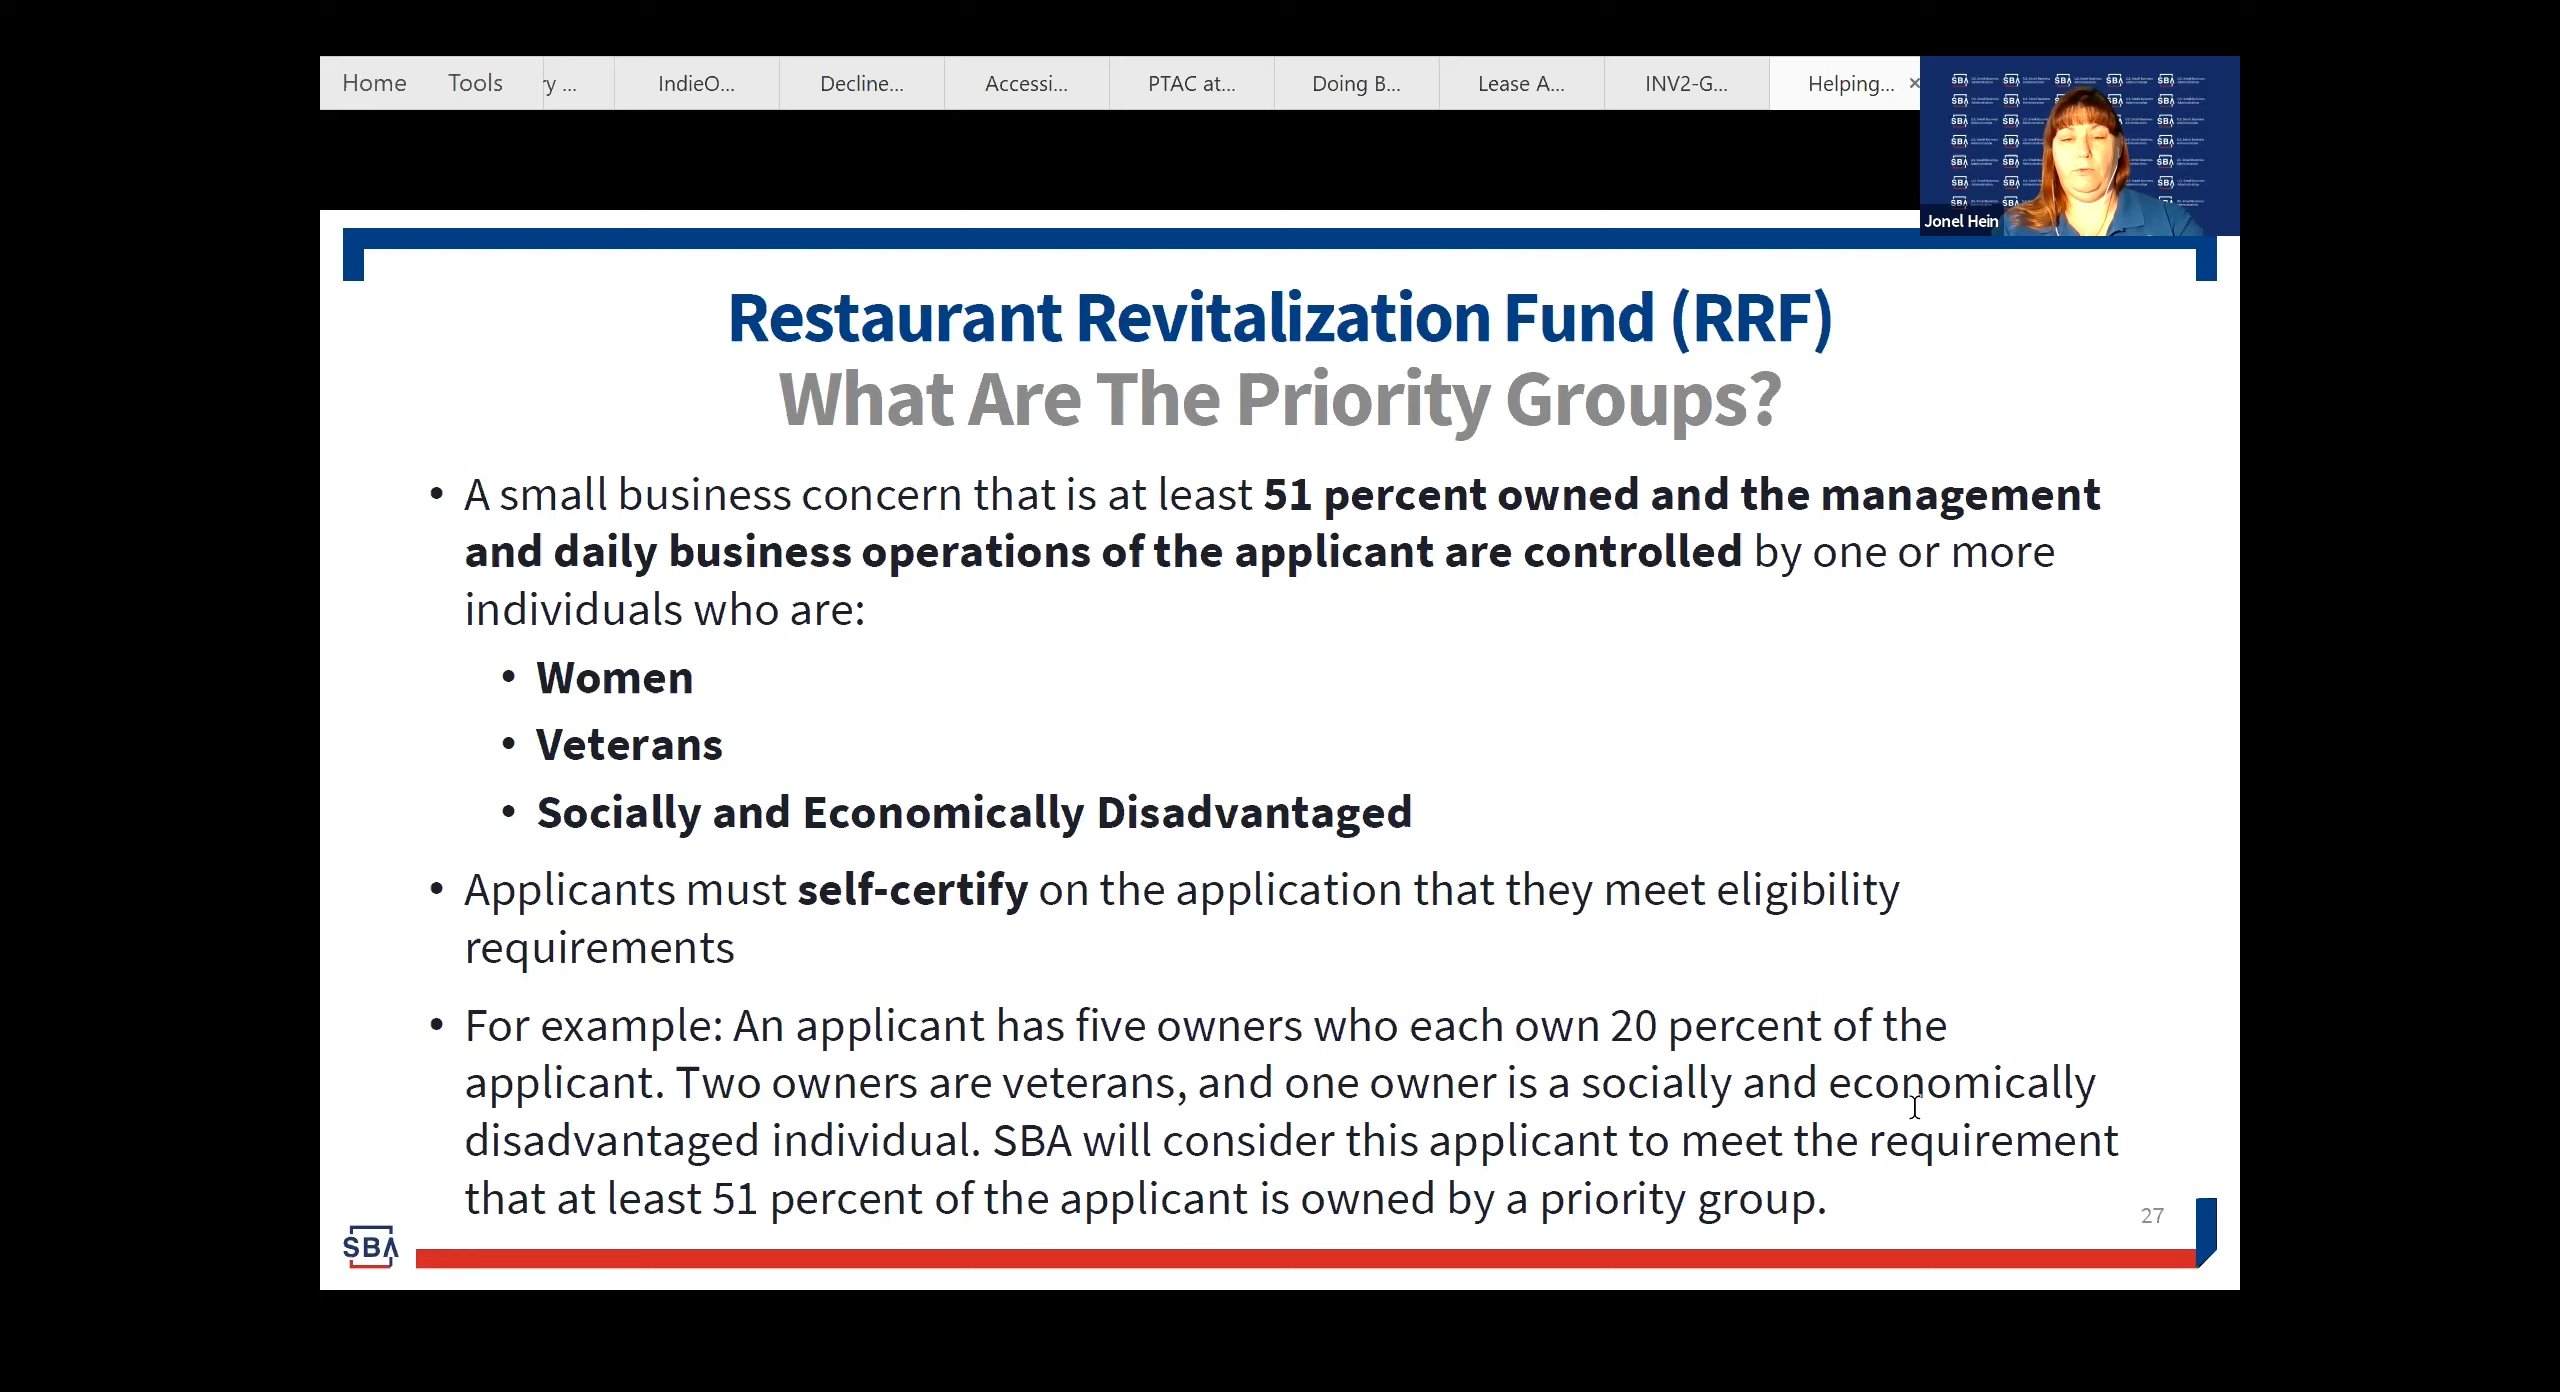 Home Tools ry ... IndieO... Decline... Accessi... PTAC at... Doing B... Lease A... INV2-G... Helping... ×
SBA
Jonel Hein
Restaurant Revitalization Fund (RRF)
What Are The Priority Groups?
• A small business concern that is at least 51 percent owned and the management
and daily business operations of the applicant are controlled by one or more
individuals who are:
• Women
• Veterans
• Socially and Economically Disadvantaged
• Applicants must self-certify on the application that they meet eligibility
requirements
• For example: An applicant has five owners who each own 20 percent of the
applicant. Two owners are veterans, and one owner is a socially and economically
disadvantaged individual. SBA will consider this applicant to meet the requirement
that at least 51 percent of the applicant is owned by a priority group.
27
SBA